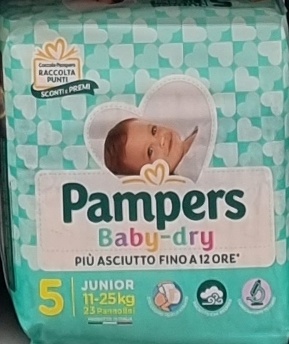 Coccole Pampers
RACCOLTA
PUNTI
SCONTI e PREMI
Pampers
Baby-dry
PIÙ ASCIUTTO FINO A 12 ORE*
5 JUNIOR
11-25kg
23 Pannolini